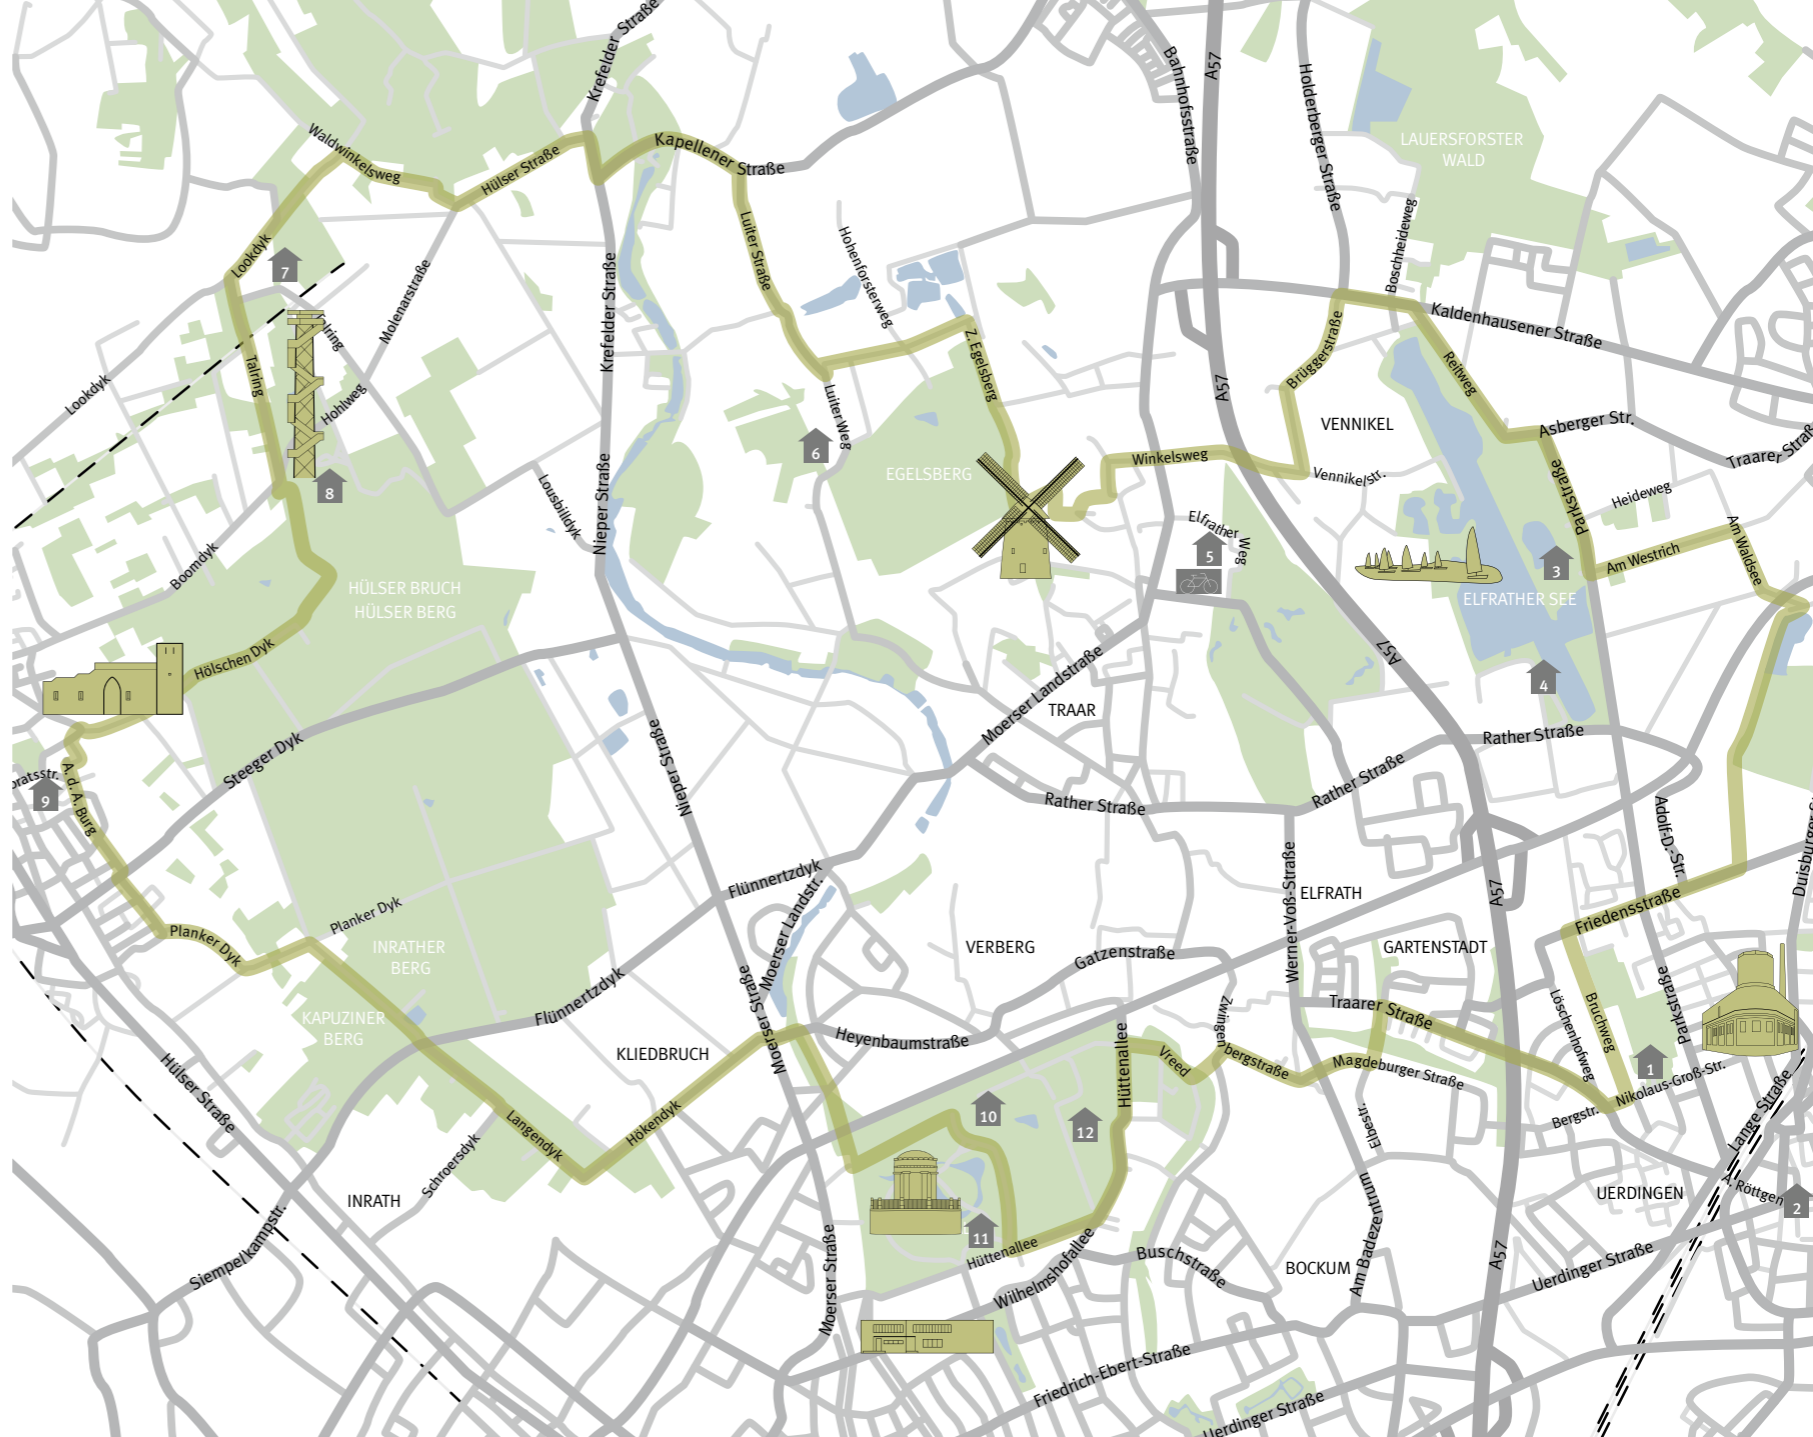 Krefelder Straße
Bahnhofsstraße
A57
Holderberger Straße
LAUERSFORSTER
WALD
Waldwinkelsweg
Hülser Straße
Kapellener Straße
Lookdyk
7
Molenarstraße
Krefelder Straße
Luiter Straße
Hohenforsterweg
Boschheideweg
Kaldenhausener Straße
Talring
Hohlweg
Lookdyk
Z. Egelsberg
A57
Brüggerstraße
Reitweg
VENNIKEL
Asberger Str.
Traarer Straß
Luiter Weg
6
EGELSBERG
Winkelsweg
Vennikelstr.
Parkstraße
Heideweg
8
Lousbilldyk
Nieper Straße
Elfrather Weg
5
Am Westrich
Am Waldsee
3
ELFRATHER SEE
Boomdyk
HÜLSER BRUCH
HÜLSER BERG
Hölschen Dyk
A57
4
Moerser Landstraße
TRAAR
Rather Straße
Steeger Dyk
Nieper Straße
Rather Straße
Rather Straße
oratsstr.
9
A. d. A. Burg
Adolf-D.-Str.
Duisburger S
Flünnertzdyk
Moerser Landstr.
Werner-Voß-Straße
ELFRATH
A57
Friedensstraße
Planker Dyk
Planker Dyk
INRATHER
BERG
VERBERG
Gatzenstraße
GARTENSTADT
Flünnertzdyk
KAPUZINER
BERG
Moerser Straße
Heyenbaumstraße
Zwingen
bergstraße
Traarer Straße
Löschenhofweg
Bruchweg
Parkstraße
KLIEDBRUCH
Hüttenallee
Vreed
Magdeburger Straße
1
Nikolaus-Groß-Str.
Bergstr.
Hülser Straße
Langendyk
Hökendyk
10
12
Elbestr.
Lange Straße
Schroersdyk
INRATH
UERDINGEN
A. Röttgen
2
Siempelkampstr.
11
Hüttenallee
Wilhelmshofallee
Buschstraße
BOCKUM
Am Badezentrum
A57
Uerdinger Straße
Moerser Straße
Friedrich-Ebert-Straße
Uerdinger Straße